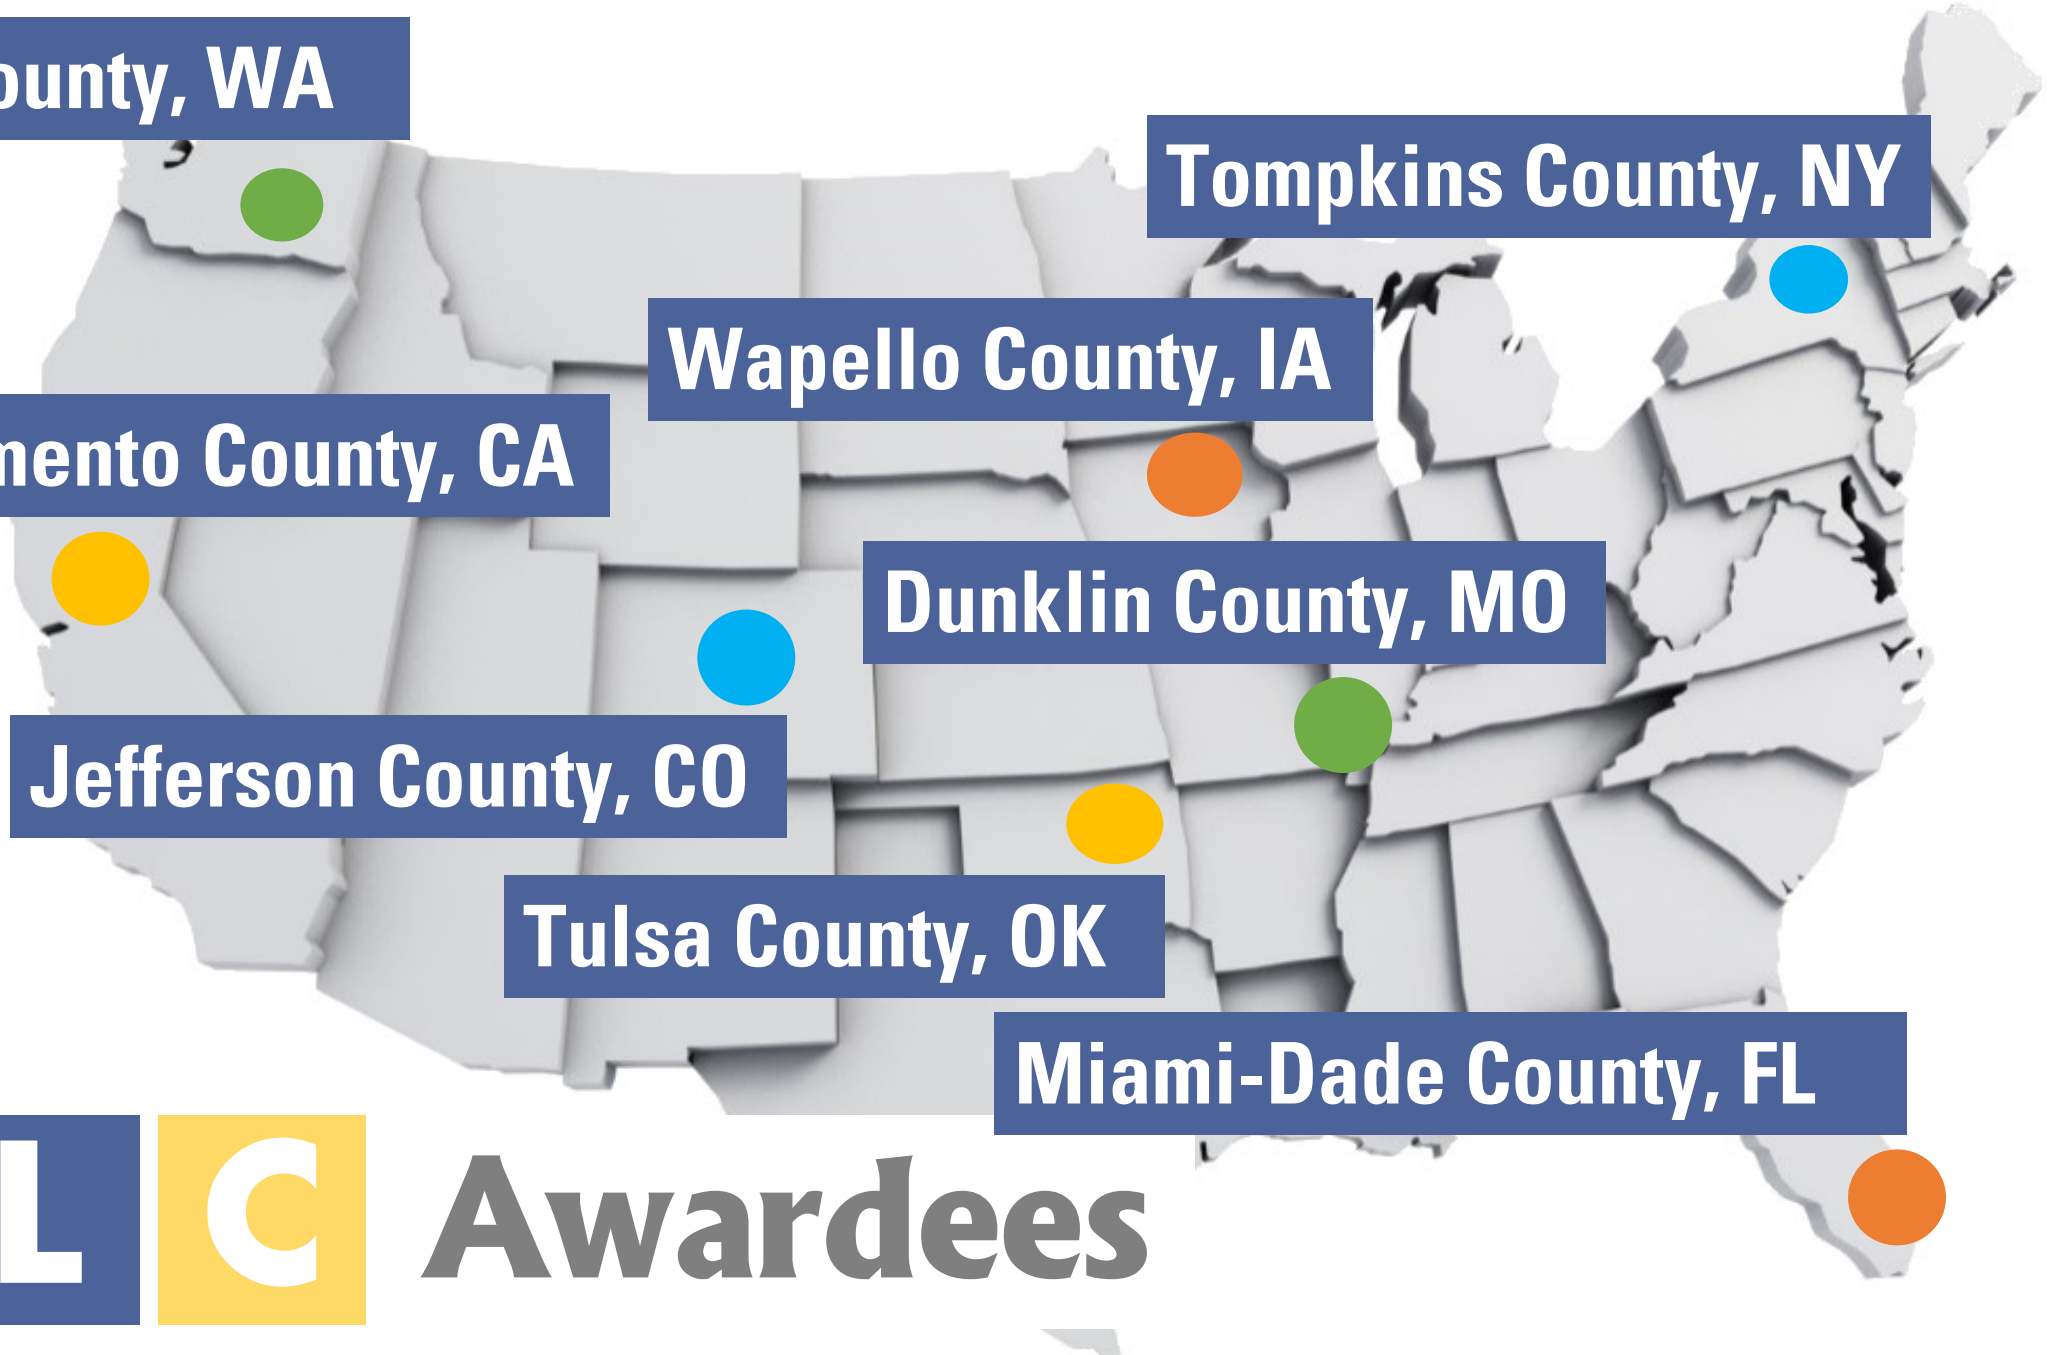 ounty, WA
Tompkins County, NY
Wapello County, IA
mento County, CA
Dunklin County, MO
Jefferson County, CO
Tulsa County, OK
Miami-Dade County, FL
L C Awardees